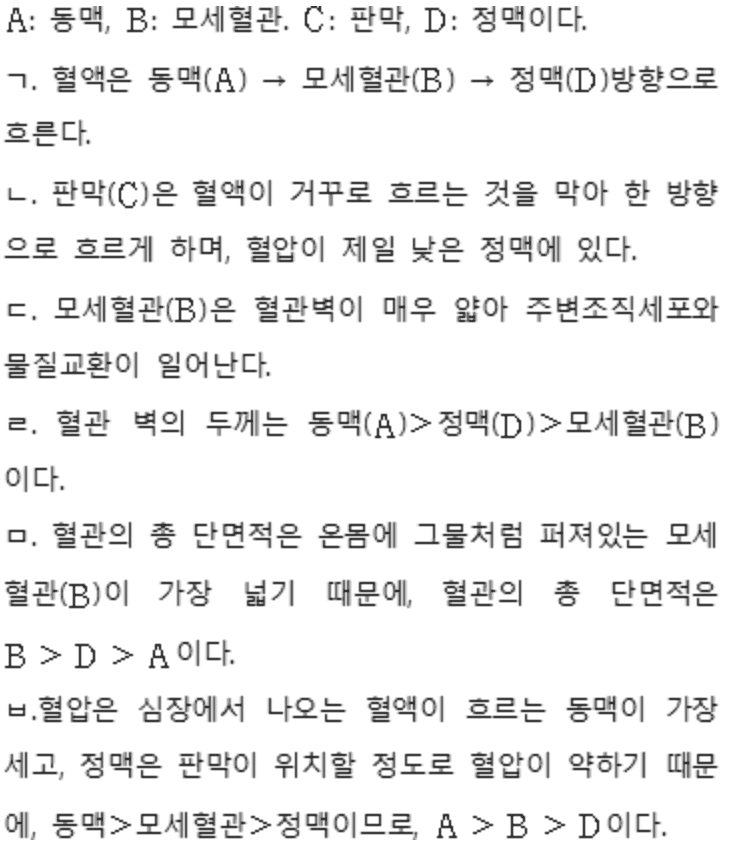 A: 동맥, B: 모세혈관. C: 판막, D: 정맥이다.
ㄱ. 혈액은 동맥(A) → 모세혈관(B) → 정맥(D)방향으로
흐른다.
ㄴ. 판막(C)은 혈액이 거꾸로 흐르는 것을 막아 한 방향
으로 흐르게 하며, 혈압이 제일 낮은 정맥에 있다.
ㄷ. 모세혈관(B)은 혈관벽이 매우 얇아 주변조직세포와
물질교환이 일어난다.
ㄹ. 혈관 벽의 두께는 동맥(A)>정맥(D)>모세혈관(B)
이다.
ㅁ. 혈관의 총 단면적은 온몸에 그물처럼 퍼져있는 모세
혈관(B)이 가장 넓기 때문에, 혈관의 총 단면적은
B > D > A이다.
ㅂ.혈압은 심장에서 나오는 혈액이 흐르는 동맥이 가장
세고, 정맥은 판막이 위치할 정도로 혈압이 약하기 때문
에, 동맥>모세혈관>정맥이므로, A > B > D이다.